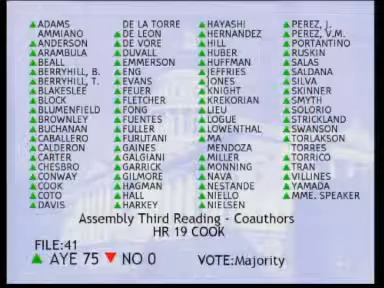 ADAMS
AMMIANO
ANDERSON
ARAMBULA
BEALL
BERRYHILL, B.
BERRYHILL, T.
BLAKESLEE
BLOCK
BLUMENFIELD
BROWNLEY
BUCHANAN
CABALLERO
CALDERON
CARTER
CHESBRO
CONWAY
COOK
COTO
DAVIS
DE LA TORRE
DE LEON
DE VORE
DUVALL
EMMERSON
ENG
EVANS
FEUER
FLETCHER
FONG
FUENTES
FULLER
FURUTANI
GAINES
GALGIANI
GARRICK
GILMORE
HAGMAN
HALL
HARKEY
HAYASHI
HERNANDEZ
HILL
HUBER
HUFFMAN
JEFFRIES
JONES
KNIGHT
KREKORIAN
LIEU
LOGUE
LOWENTHAL
MA
MENDOZA
MILLER
MONNING
NAVA
NESTANDE
NIELLO
NIELSEN
PEREZ, J.
PEREZ, V.M.
PORTANTINO
RUSKIN
SALAS
SALDANA
SILVA
SKINNER
SMYTH
SOLORIO
STRICKLAND
SWANSON
TORLAKSON
TORRES
TORRICO
TRAN
VILLINES
YAMADA
MME. SPEAKER
Assembly Third Reading - Coauthors
HR 19 COOK
FILE:41
AYE 75 NO 0 VOTE:Majority